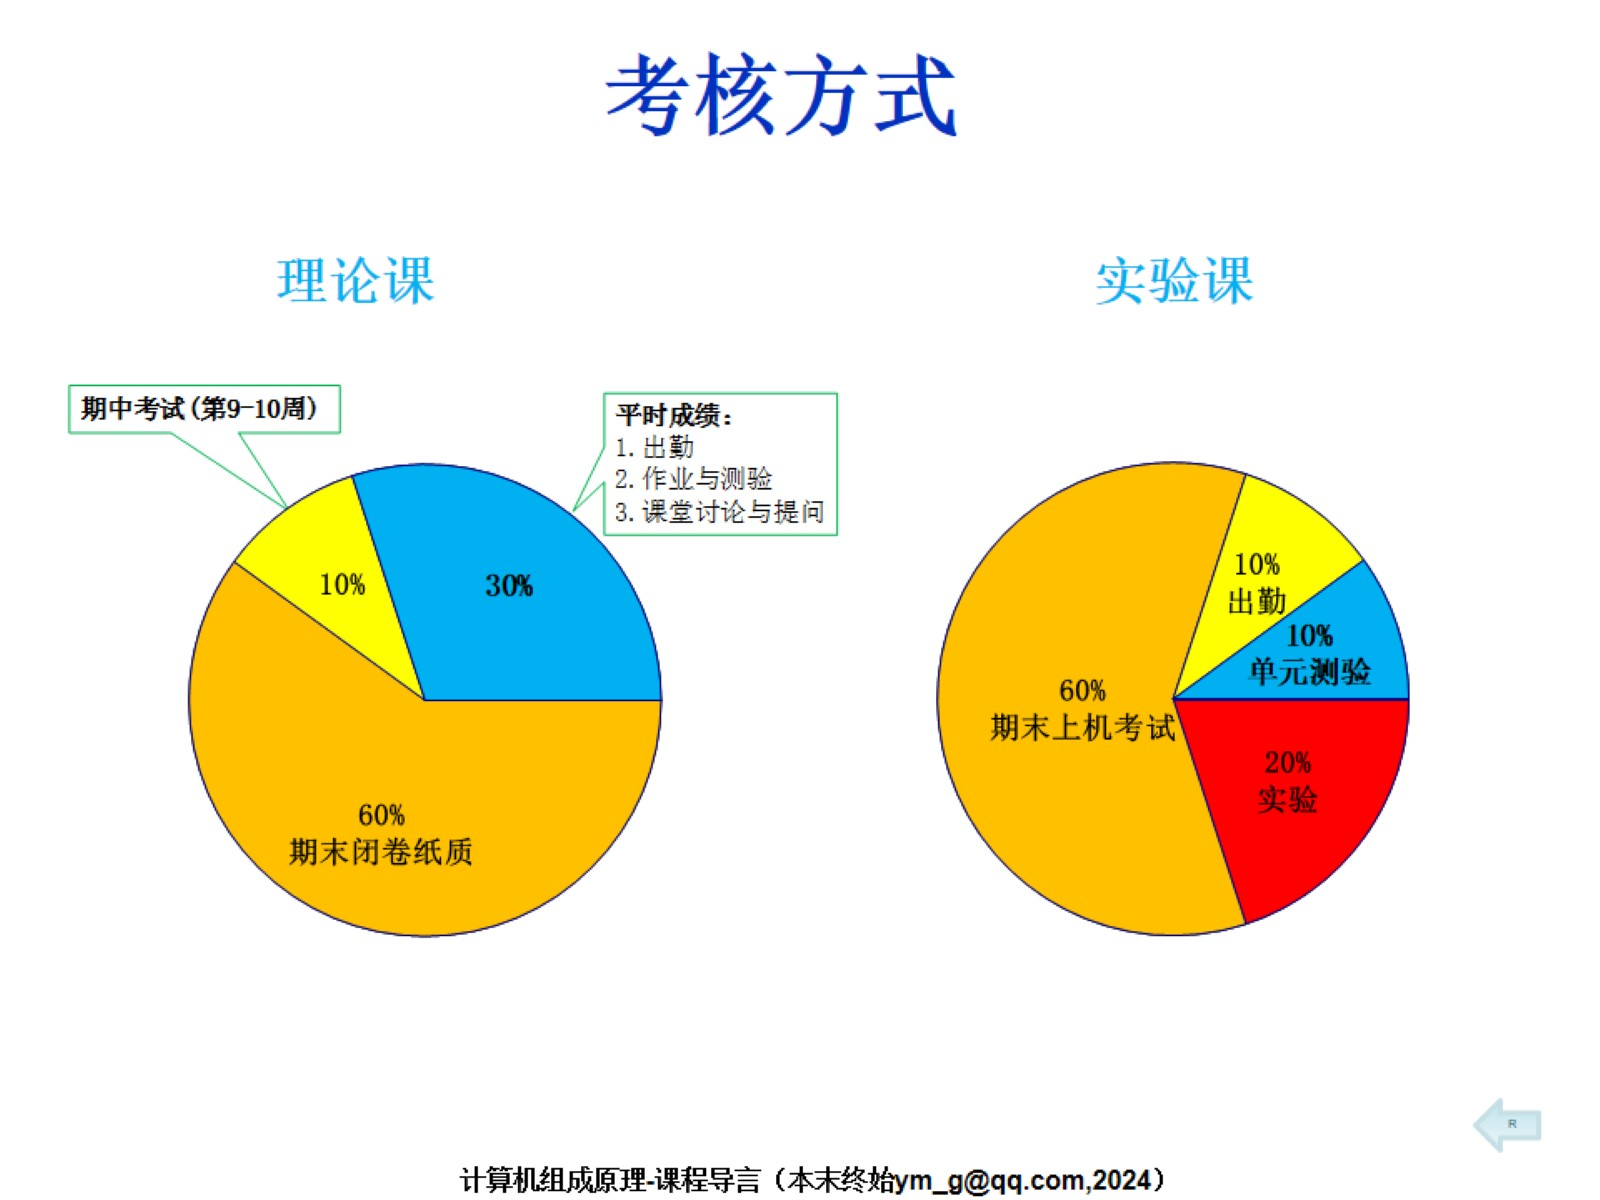 考核方式
理论课
实验课
期中考试(第9-10周)
平时成绩：
1. 出勤
2. 作业与测验
3. 课堂讨论与提问
10%
30%
60%
期末闭卷纸质
10%
出勤
10%
单元测验
60%
期末上机考试
20%
实验
R
计算机组成原理-课程导言（本末终始ym_g@qq.com,2024）